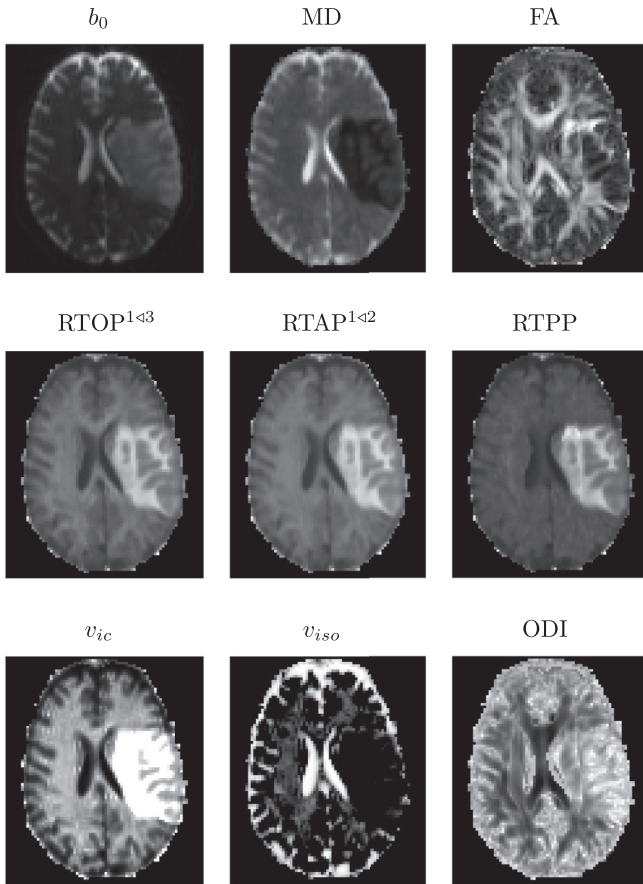 b₀ MD FA
RTOP¹⊲³ RTAP¹⊲² RTPP
vᵢc vᵢₛₒ ODI